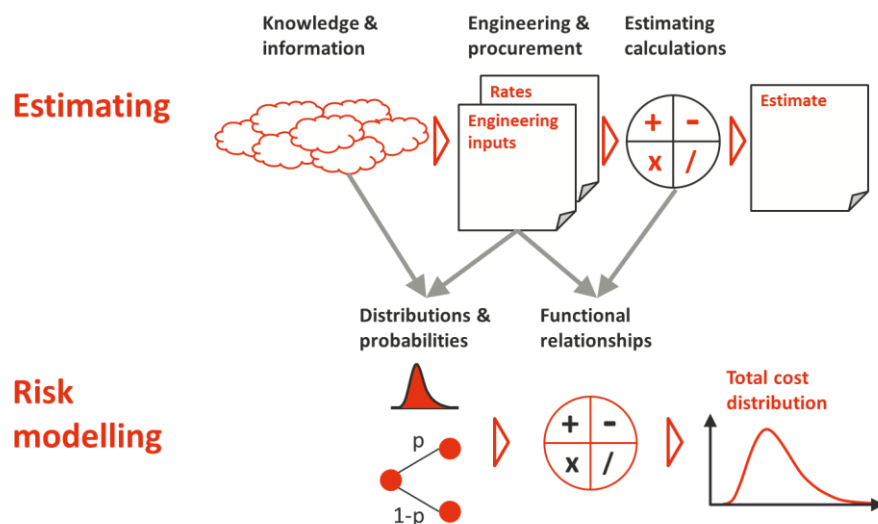 Knowledge &
information
Engineering &
procurement
Estimating
calculations
Estimating
Rates
Engineering
inputs
+ -
x /
Estimate
Distributions &
probabilities
Functional
relationships
Risk
modelling
p
1-p
+ -
x /
Total cost
distribution